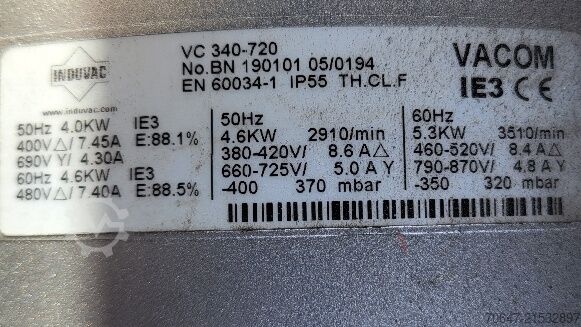 INDUVAC
www.induvac.com
VC 340-720
No.BN 190101 05/0194
EN 60034-1 IP55 TH.CL.F
VACOM
IE3 CE
50Hz 4.0KW IE3
400V △/ 7.45A E:88.1%
690V Y/ 4.30A
60Hz 4.6KW IE3
480V △/ 7.40A E:88.5%
50Hz
4.6KW 2910/min
380-420V/ 8.6 A △
660-725V/ 5.0 A Y
-400 370 mbar
60Hz
5.3KW 3510/min
460-520V/ 8.4 A △
790-870V/ 4.8 A Y
-350 320 mbar